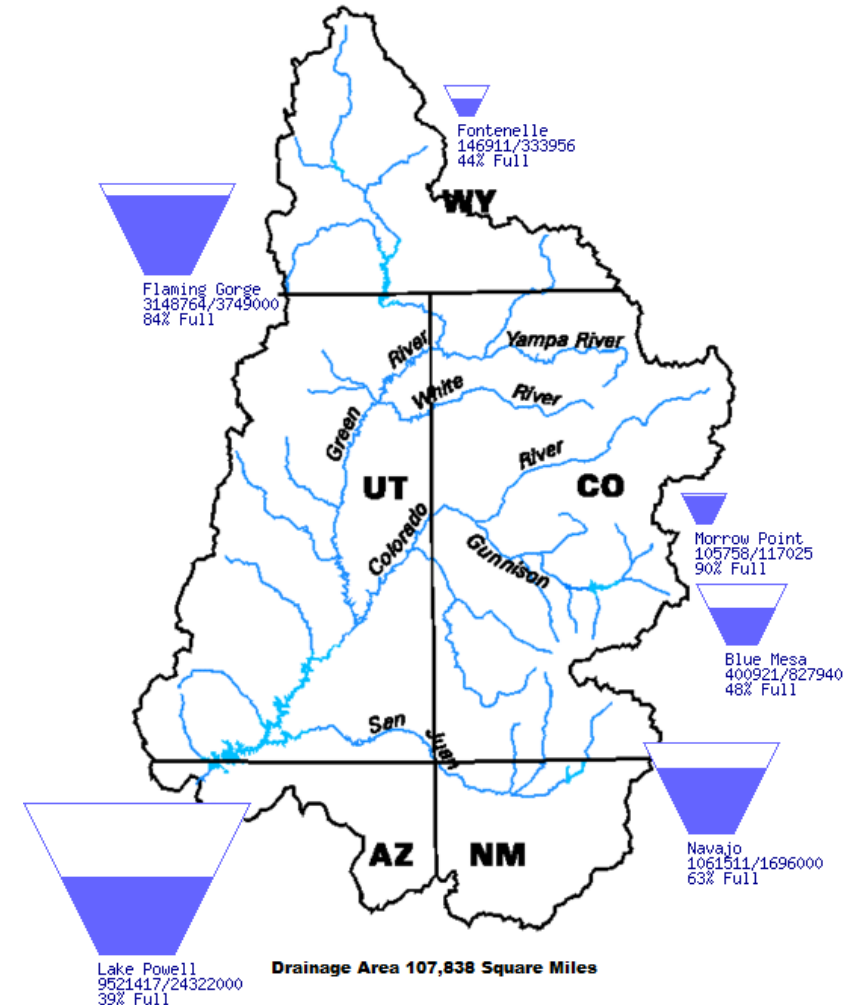 Fontenelle
146911/333956
44% Full
WY
Flaming Gorge
3148764/3749000
84% Full
River
Yampa River
White
River
Green
River
UT
CO
Colorado
Gunnison
Morrow Point
105758/117025
90% Full
Blue Mesa
400921/827940
48% Full
San
Juan
Navajo
1061511/1696000
63% Full
AZ
NM
Lake Powell
9521417/24322000
39% Full
Drainage Area 107,838 Square Miles